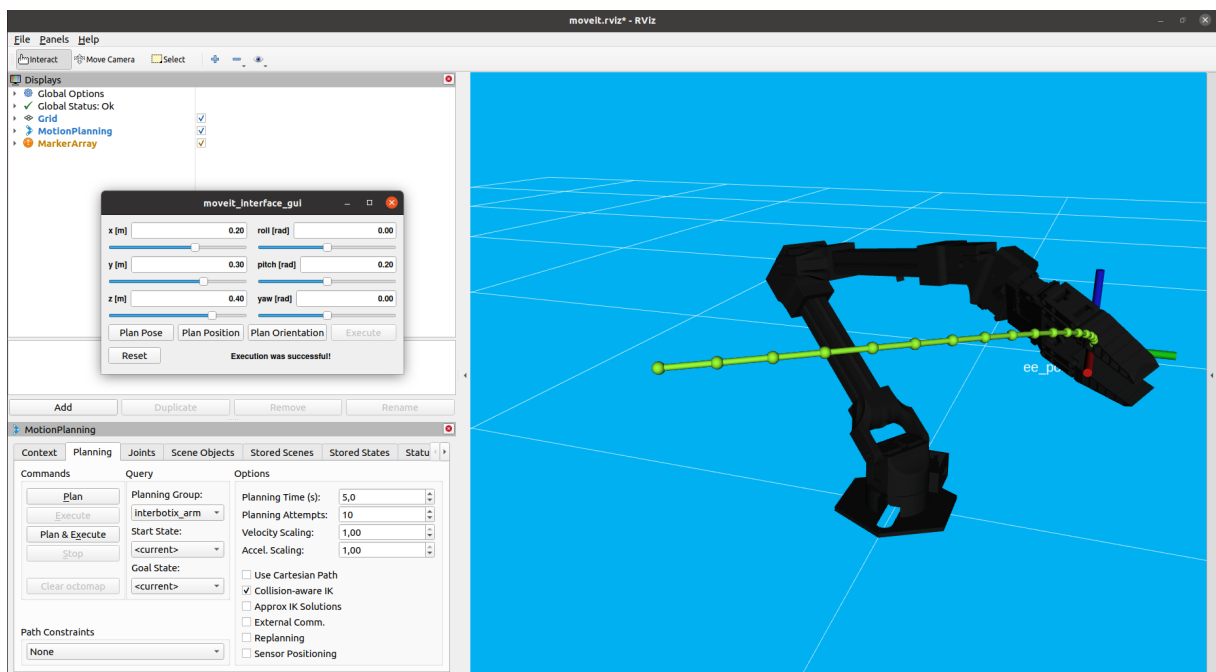 moveit.rviz* - RViz
File Panels Help
Interact Move Camera Select
Displays
Global Options
Global Status: Ok
Grid
MotionPlanning
MarkerArray
moveit_interface_gui
x [m] 0.20 roll [rad] 0.00
y [m] 0.30 pitch [rad] 0.20
z [m] 0.40 yaw [rad] 0.00
Plan Pose Plan Position Plan Orientation Execute
Reset Execution was successful!
ee_po
Add Duplicate Remove Rename
MotionPlanning
Context Planning Joints Scene Objects Stored Scenes Stored States Statu
Commands Query Options
Plan Planning Group: Planning Time (s): 5,0
Execute interbotix_arm Planning Attempts: 10
Plan & Execute Start State: Velocity Scaling: 1,00
Stop <current> Accel. Scaling: 1,00
Goal State: Use Cartesian Path
Clear octomap <current> Collision-aware IK
Approx IK Solutions
External Comm.
Path Constraints Replanning
None Sensor Positioning